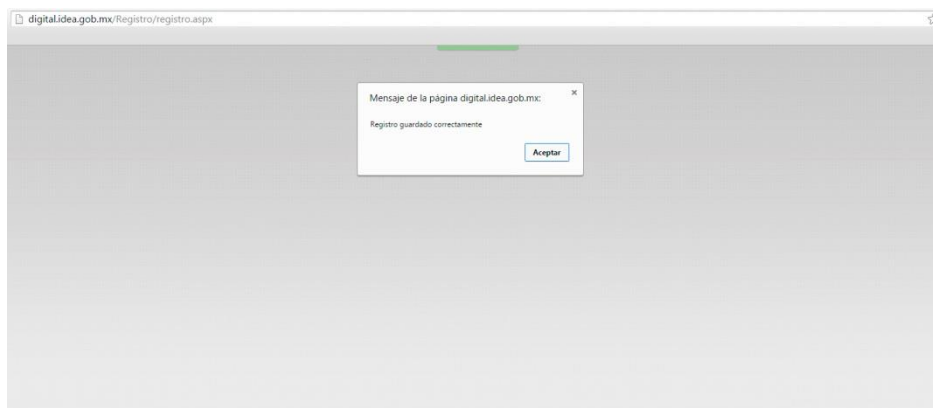 digital.idea.gob.mx/Registro/registro.aspx
Mensaje de la página digital.idea.gob.mx:
Registro guardado correctamente
Aceptar